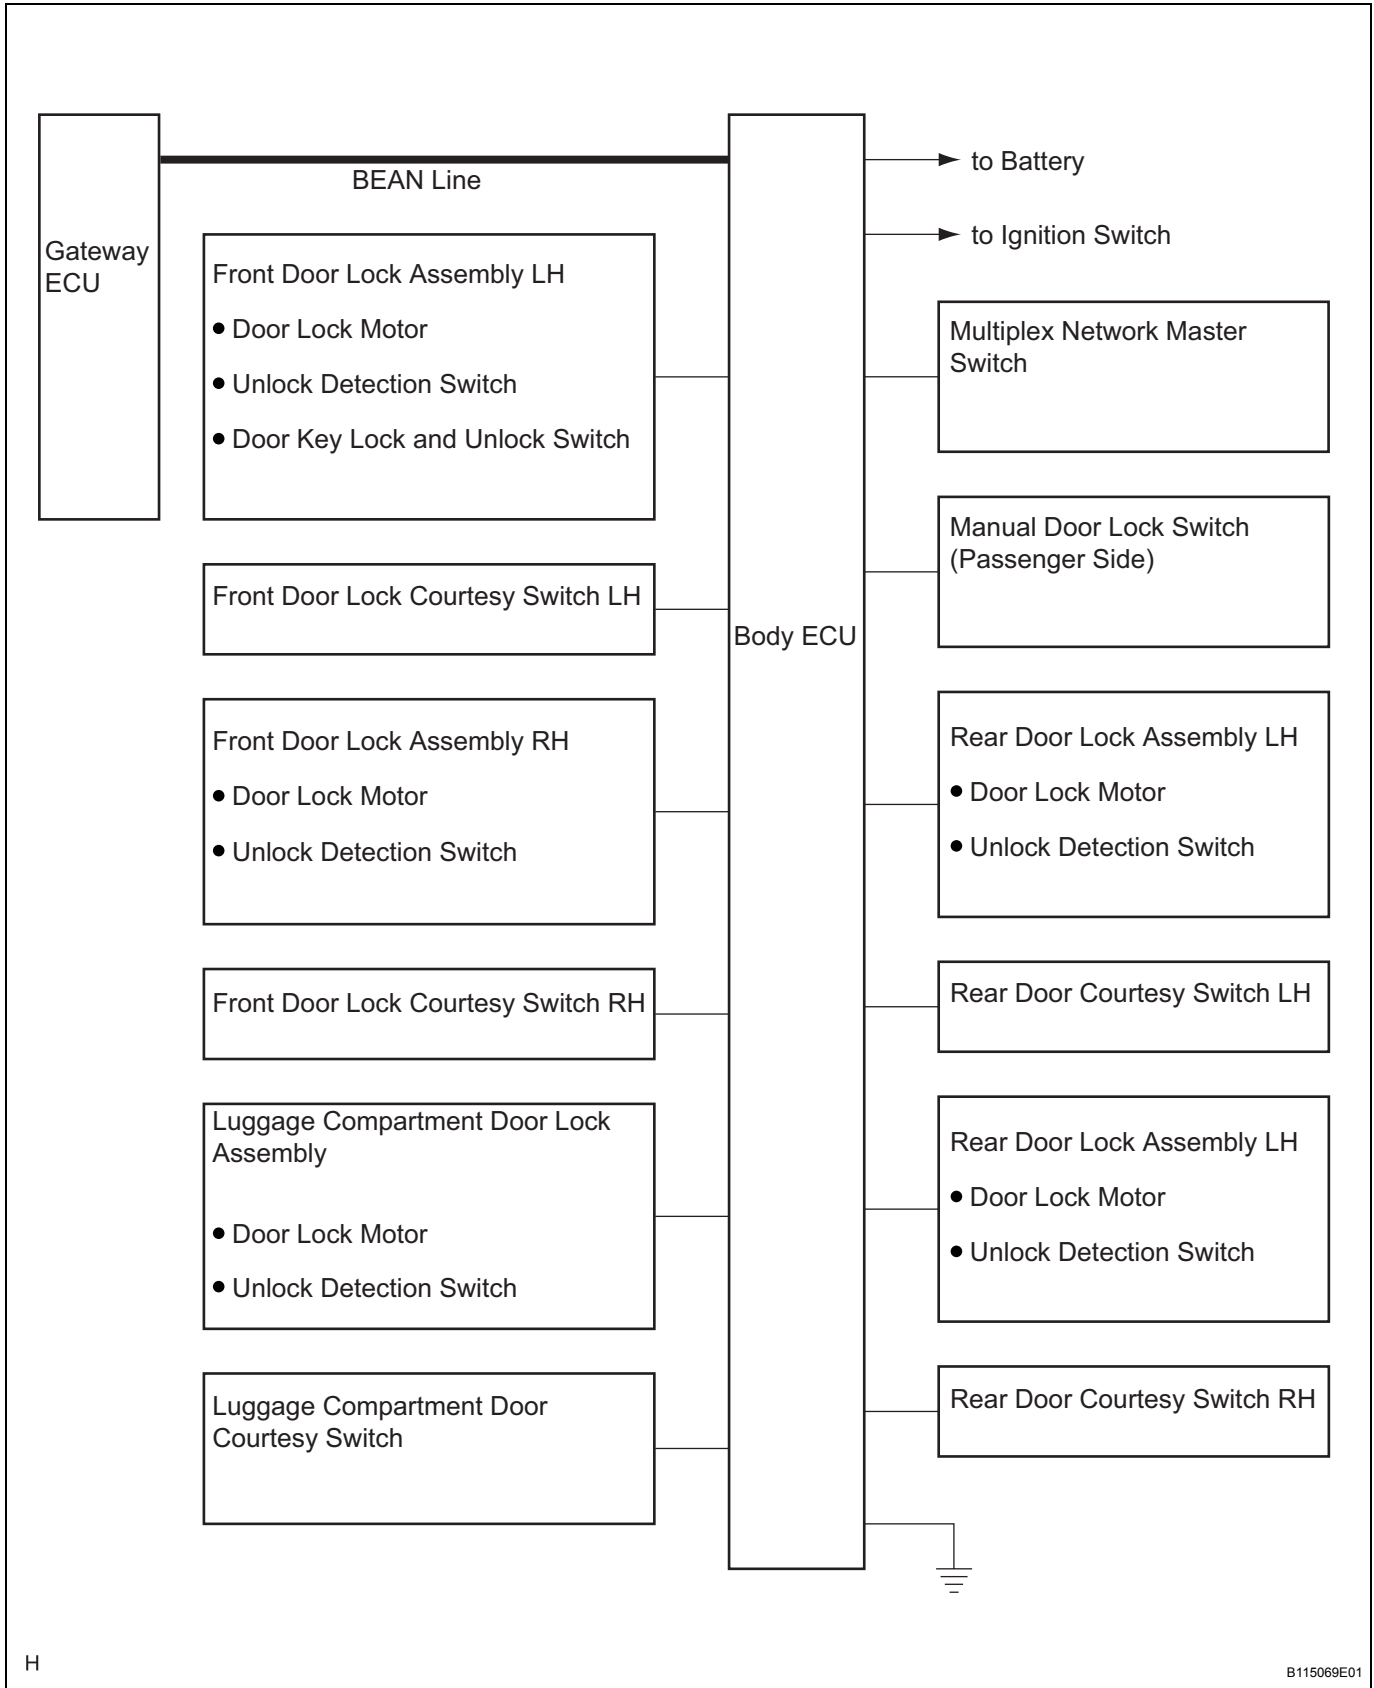 Gateway
ECU
BEAN Line
Front Door Lock Assembly LH
● Door Lock Motor
● Unlock Detection Switch
● Door Key Lock and Unlock Switch
Front Door Lock Courtesy Switch LH
Front Door Lock Assembly RH
● Door Lock Motor
● Unlock Detection Switch
Front Door Lock Courtesy Switch RH
Luggage Compartment Door Lock
Assembly
● Door Lock Motor
● Unlock Detection Switch
Luggage Compartment Door
Courtesy Switch
Body ECU
to Battery
to Ignition Switch
Multiplex Network Master
Switch
Manual Door Lock Switch
(Passenger Side)
Rear Door Lock Assembly LH
● Door Lock Motor
● Unlock Detection Switch
Rear Door Courtesy Switch LH
Rear Door Lock Assembly LH
● Door Lock Motor
● Unlock Detection Switch
Rear Door Courtesy Switch RH
H
B115069E01